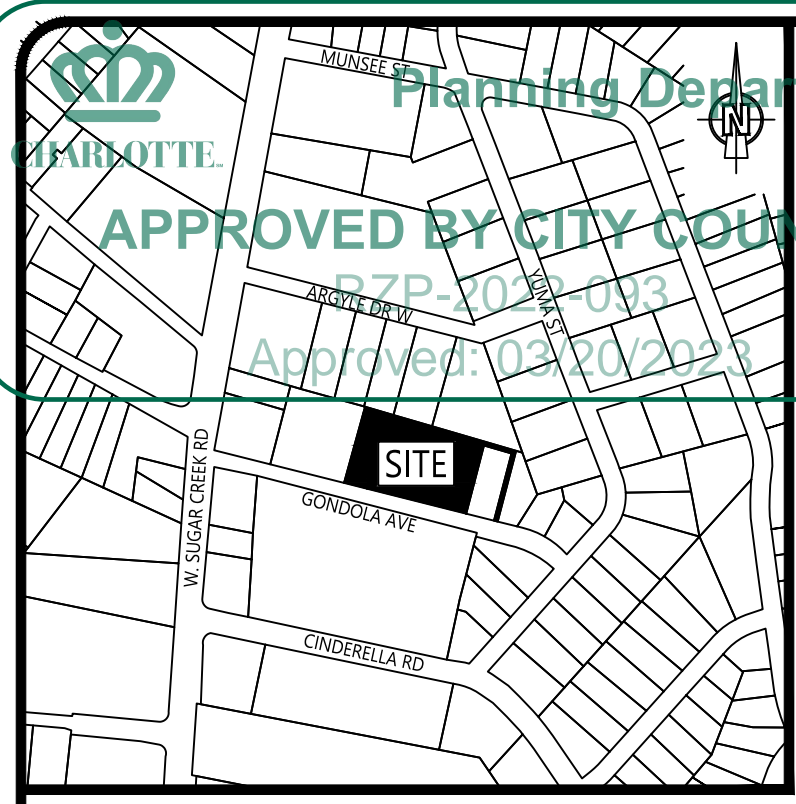 MUNSEE ST
Planning Depar
N
CHARLOTTE
APPROVED BY CITY COUN
RZP-2022-093
ARGYLE DR W
YUMA ST
Approved: 03/20/2023
SITE
W. SUGAR CREEK RD
GONDOLA AVE
CINDERELLA RD